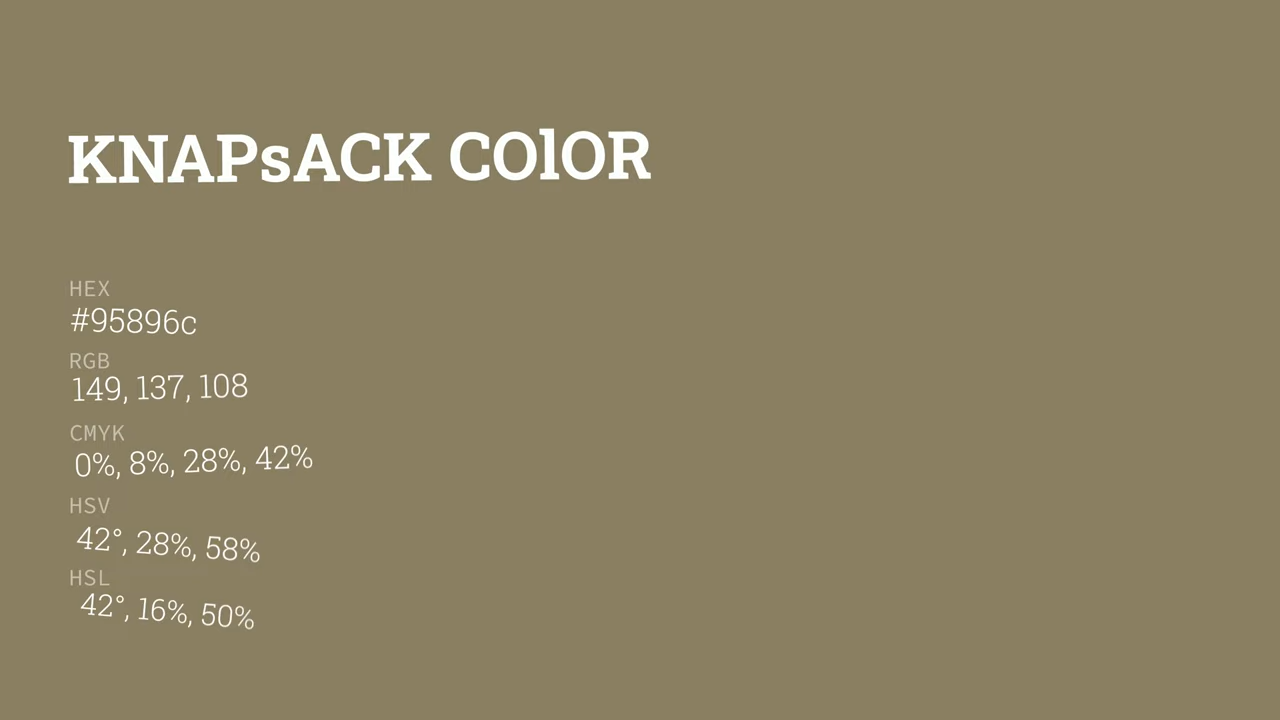 KNAPsACK COlOR
HEX
#95896c
RGB
149, 137, 108
CMYK
0%, 8%, 28%, 42%
HSV
42°, 28%, 58%
HSL
42°, 16%, 50%